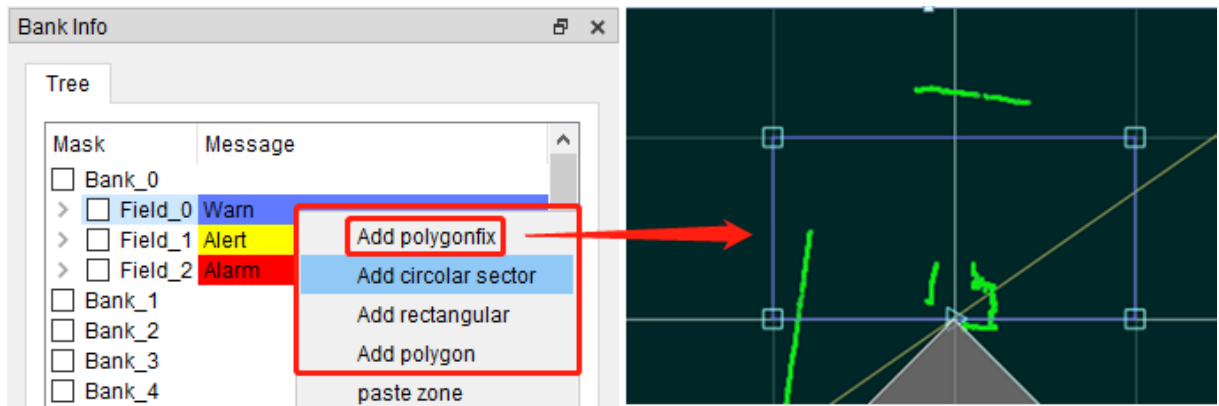 Bank Info
Tree
Mask Message
Bank_0
Field_0 Warn
Field_1 Alert
Field_2 Alarm
Bank_1
Bank_2
Bank_3
Bank_4
Add polygonfix
Add circolar sector
Add rectangular
Add polygon
paste zone